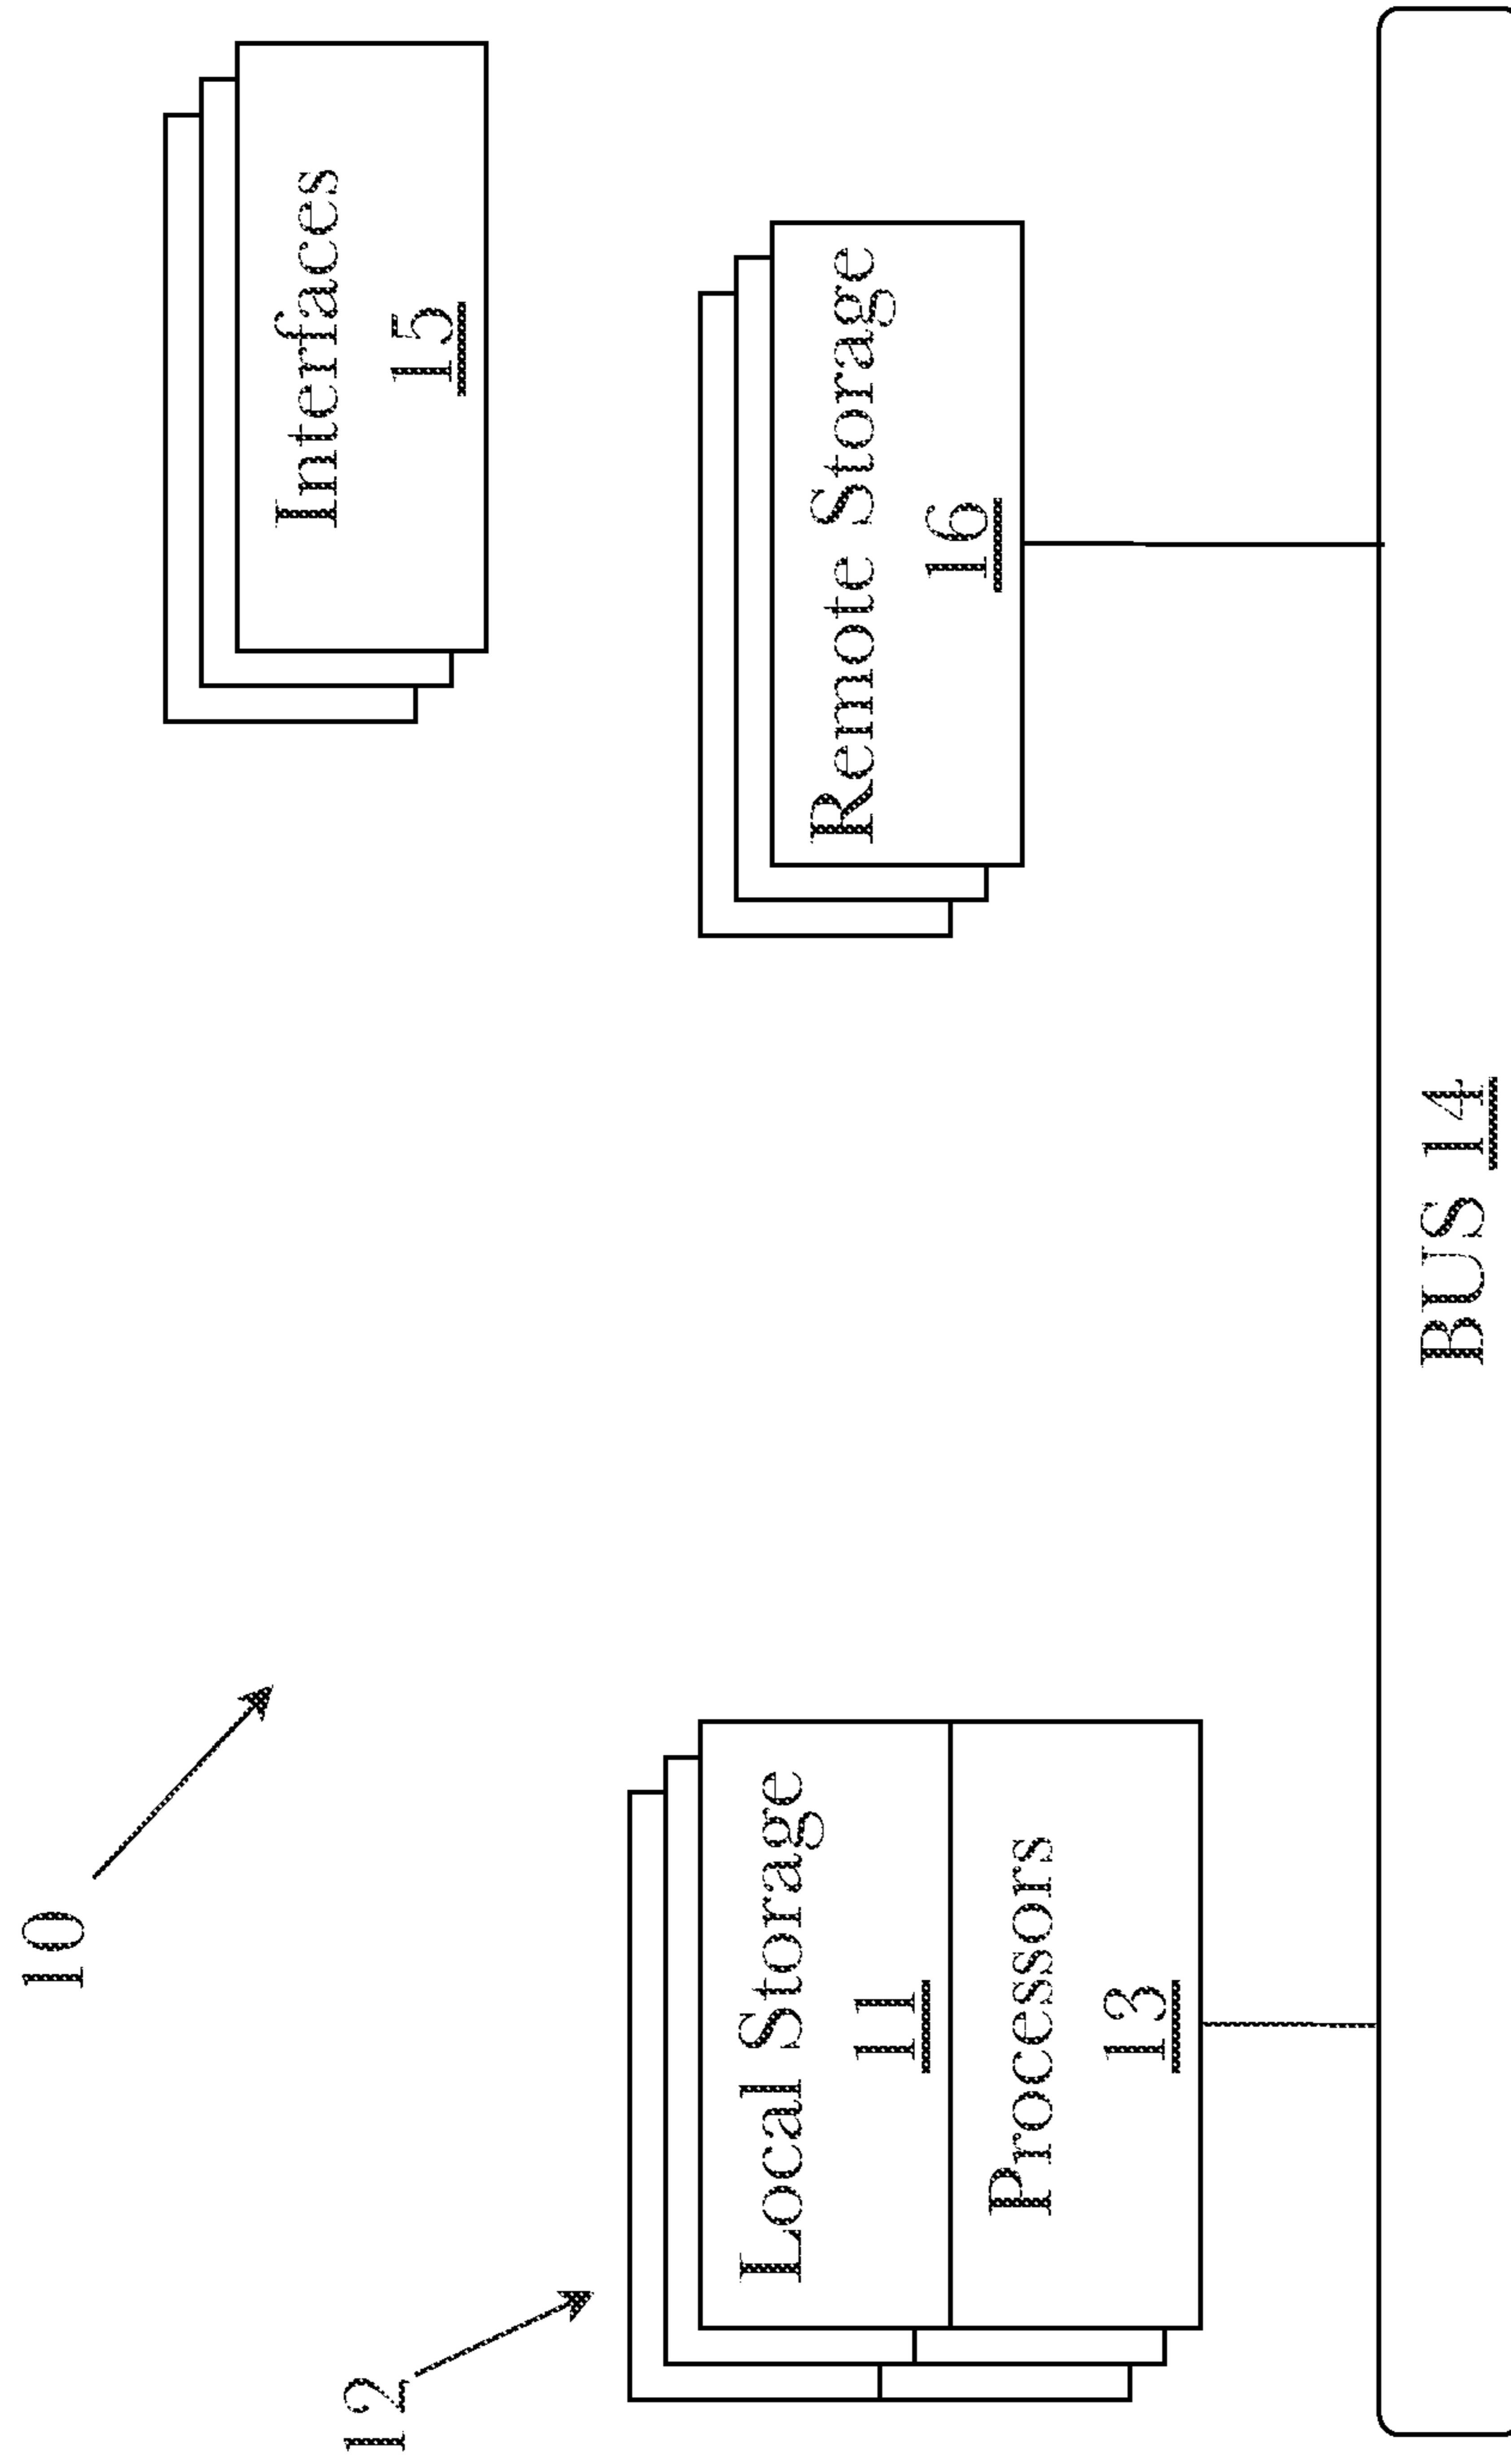 10
12
Interfaces
15
Local Storage
11
Processors
13
Remote Storage
16
BUS 14